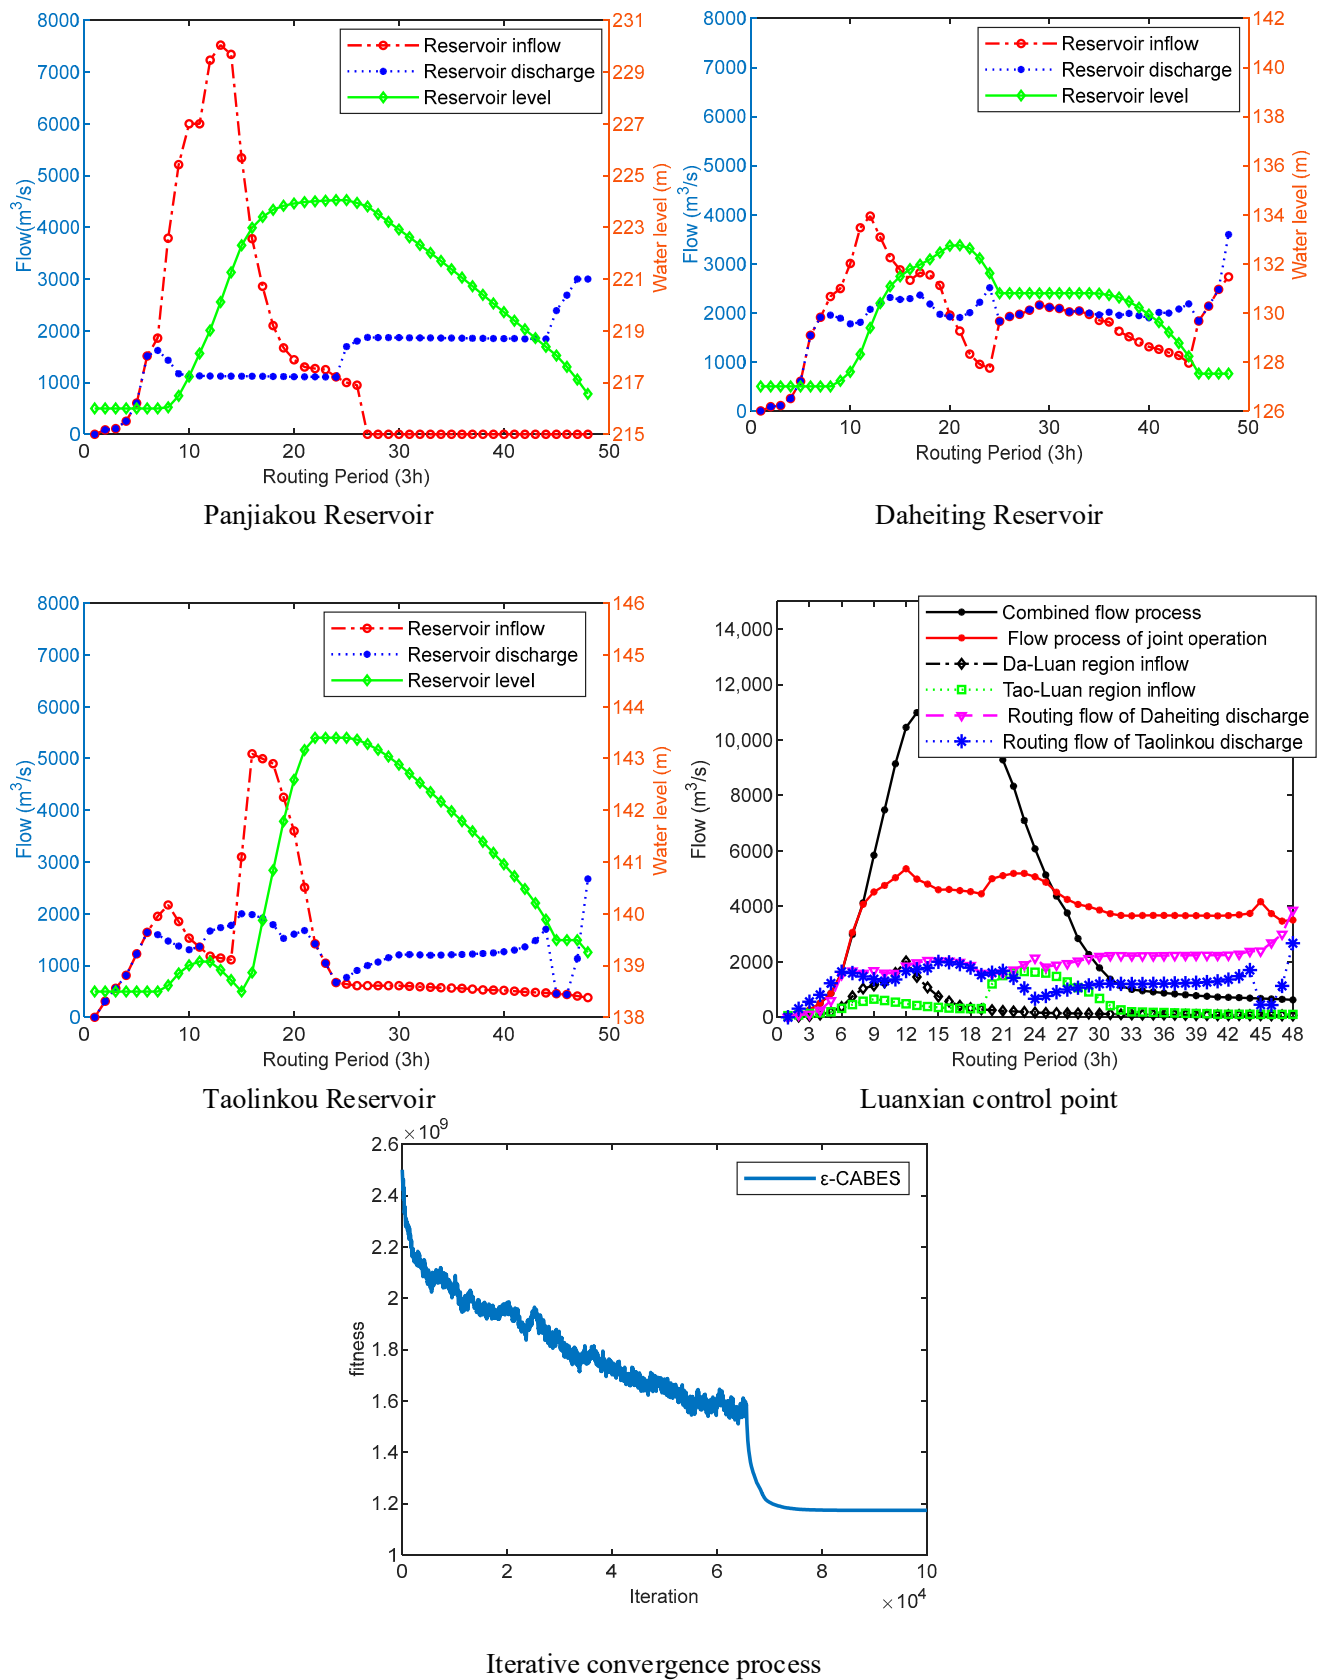 8000
7000
6000
5000
4000
3000
2000
1000
0
Flow(m³/s)
231
229
227
225
223
221
219
217
215
Water level (m)
Reservoir inflow
Reservoir discharge
Reservoir level
0 10 20 30 40 50
Routing Period (3h)
Panjiakou Reservoir
8000
7000
6000
5000
4000
3000
2000
1000
0
Flow (m³/s)
142
140
138
136
134
132
130
128
126
Water level (m)
Reservoir inflow
Reservoir discharge
Reservoir level
0 10 20 30 40 50
Routing Period (3h)
Daheiting Reservoir
8000
7000
6000
5000
4000
3000
2000
1000
0
Flow (m³/s)
146
145
144
143
142
141
140
139
138
Water level (m)
Reservoir inflow
Reservoir discharge
Reservoir level
0 10 20 30 40 50
Routing Period (3h)
Taolinkou Reservoir
14,000
12,000
10,000
8000
6000
4000
2000
0
Flow (m³/s)
Combined flow process
Flow process of joint operation
Da-Luan region inflow
Tao-Luan region inflow
Routing flow of Daheiting discharge
Routing flow of Taolinkou discharge
0 3 6 9 12 15 18 21 24 27 30 33 36 39 42 45 48
Routing Period (3h)
Luanxian control point
×10⁹
2.6
2.4
2.2
2
1.8
1.6
1.4
1.2
1
fitness
ε-CABES
0 2 4 6 8 10
Iteration
×10⁴
Iterative convergence process